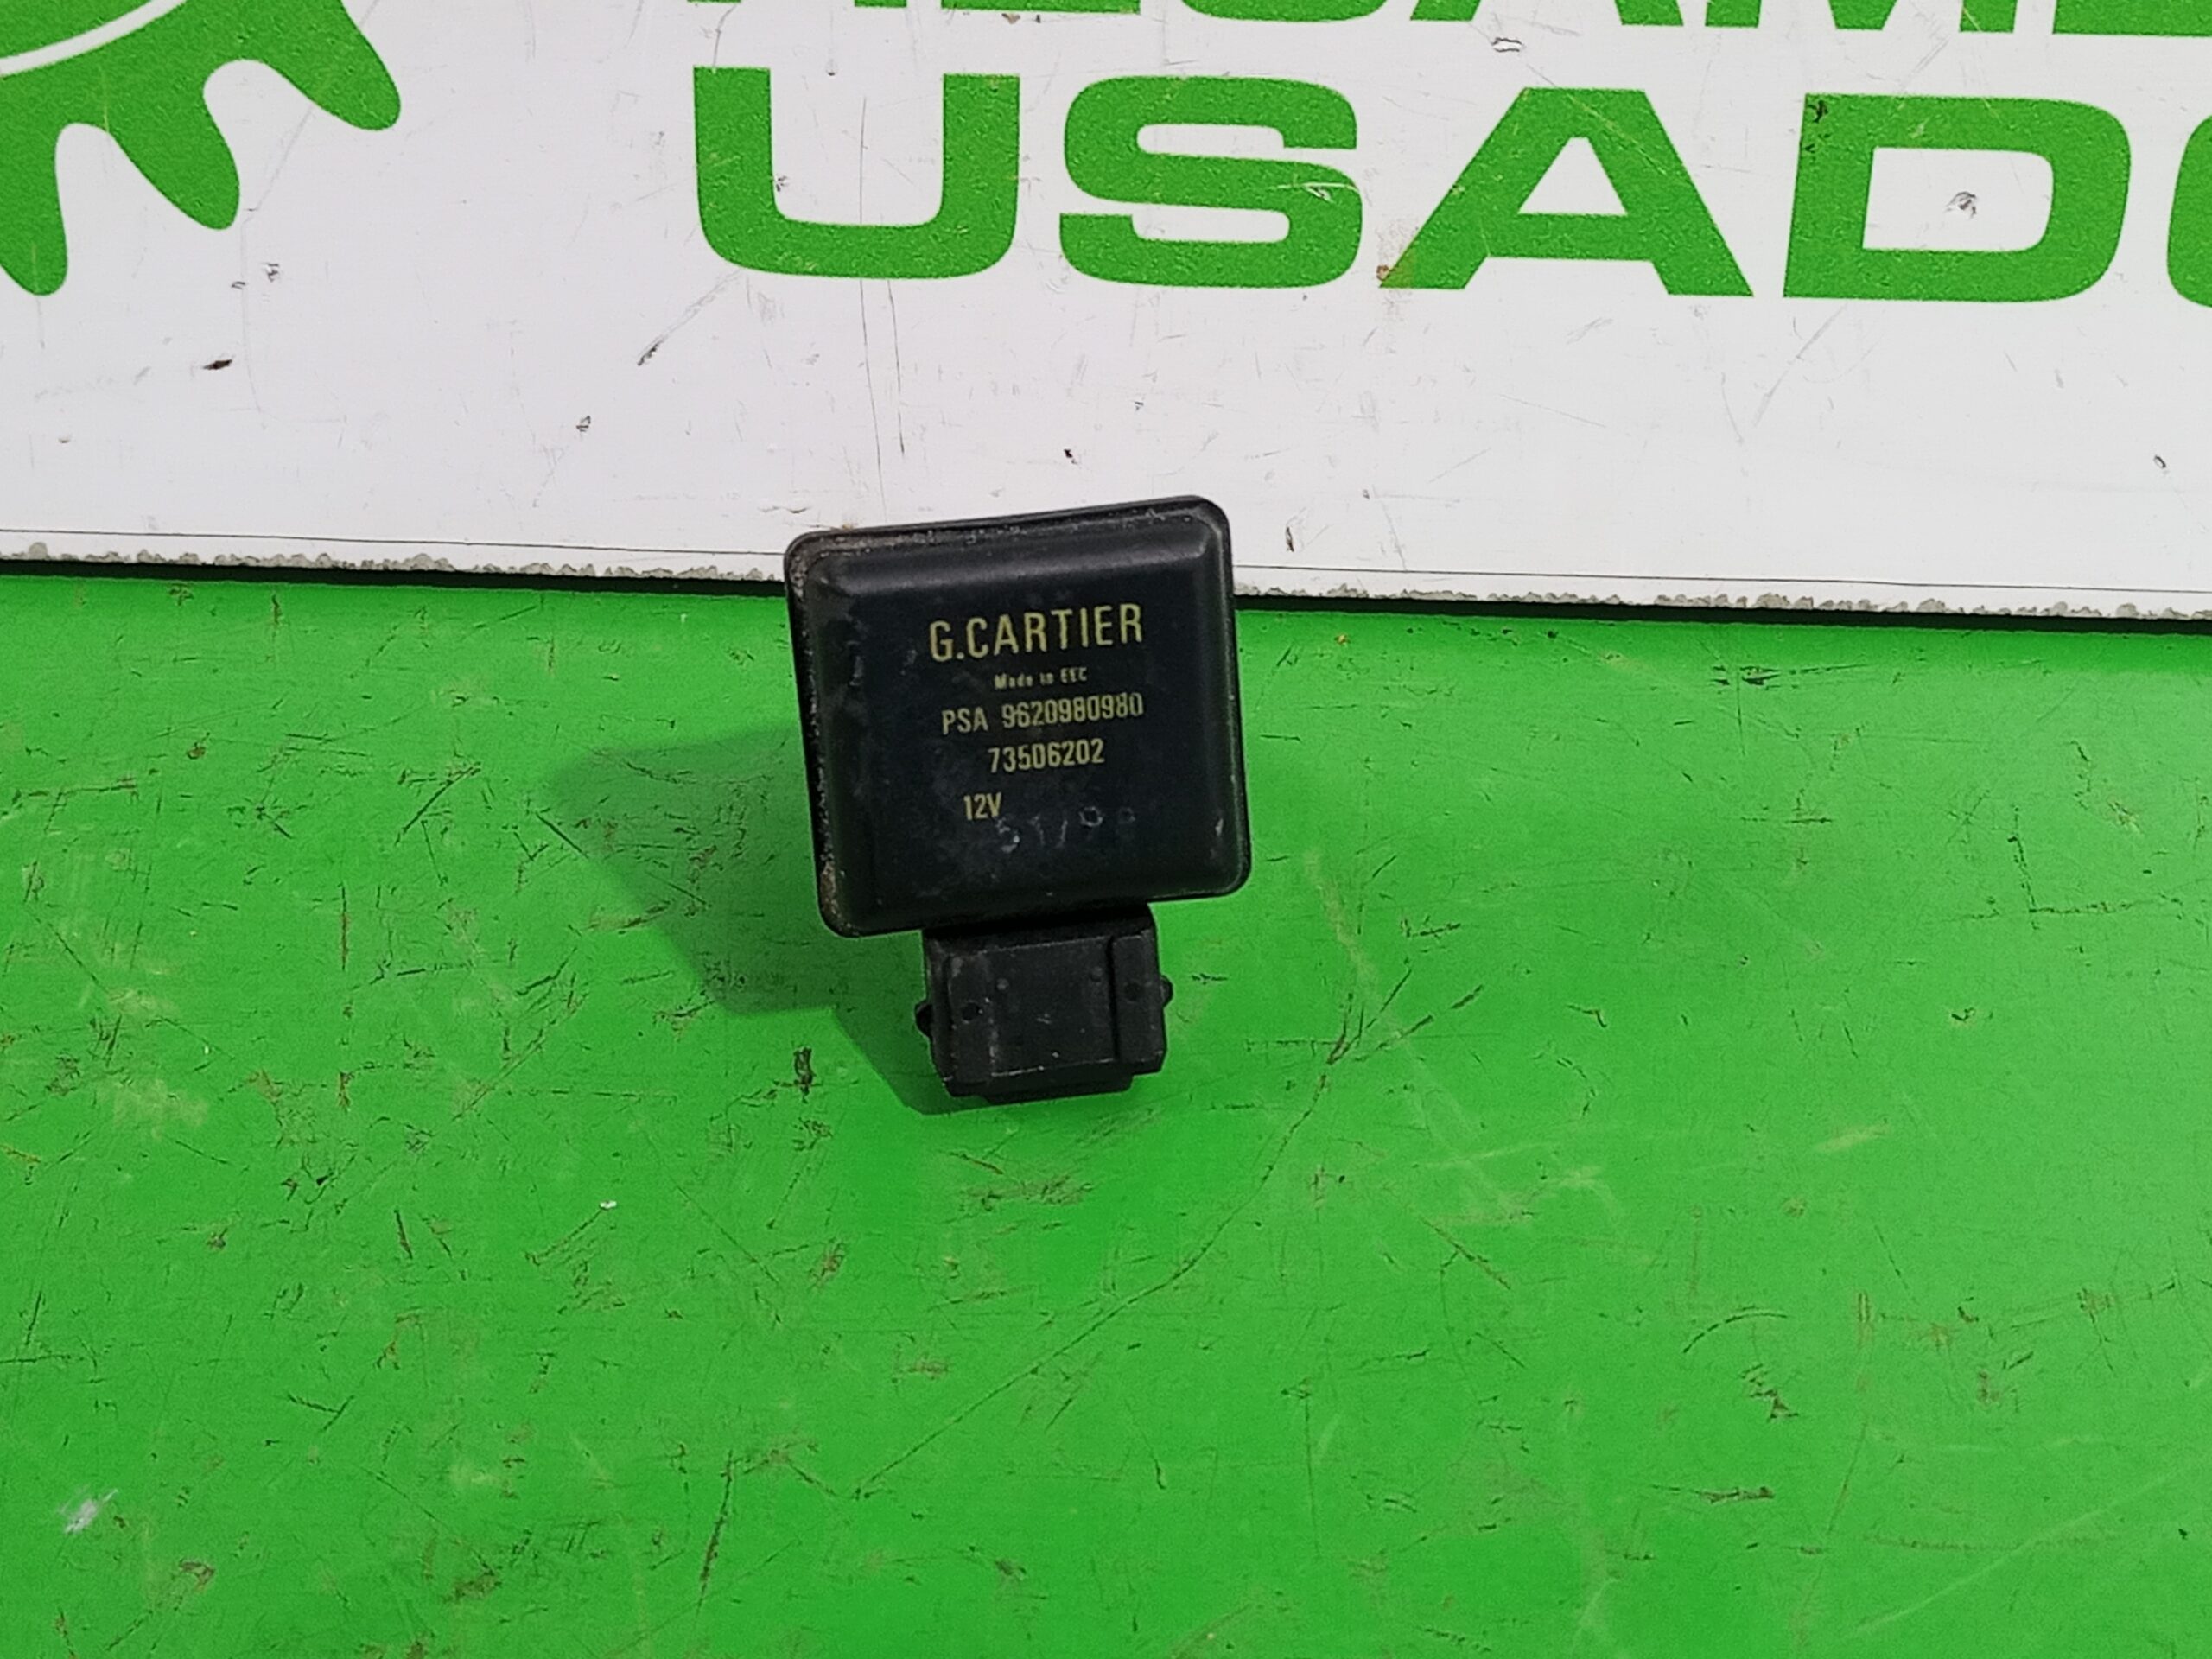 USADO
G.CARTIER
Made in EEC
PSA 9620980980
73506202
12V